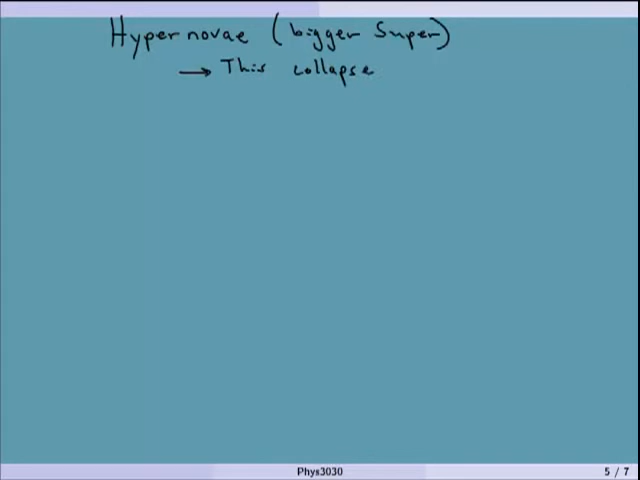 Hypernovae (bigger Super)
→ This collapse
Phys3030
5 / 7